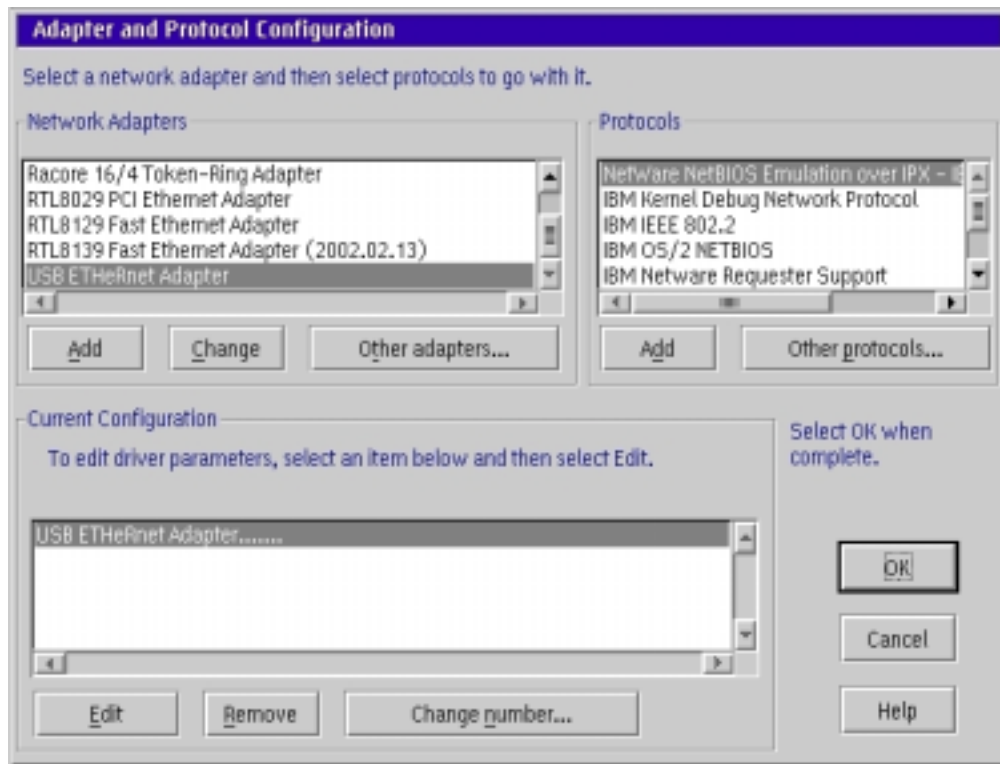 Adapter and Protocol Configuration
Select a network adapter and then select protocols to go with it.
Network Adapters
Racore 16/4 Token-Ring Adapter
RTL8029 PCI Ethernet Adapter
RTL8129 Fast Ethernet Adapter
RTL8139 Fast Ethernet Adapter (2002.02.13)
USB ETHeRnet Adapter
Add
Change
Other adapters...
Protocols
Netware NetBIOS Emulation over IPX -
IBM Kernel Debug Network Protocol
IBM IEEE 802.2
IBM OS/2 NETBIOS
IBM Netware Requester Support
Add
Other protocols...
Current Configuration
To edit driver parameters, select an item below and then select Edit.
USB ETHeRnet Adapter.......
Edit
Remove
Change number...
Select OK when
complete.
OK
Cancel
Help